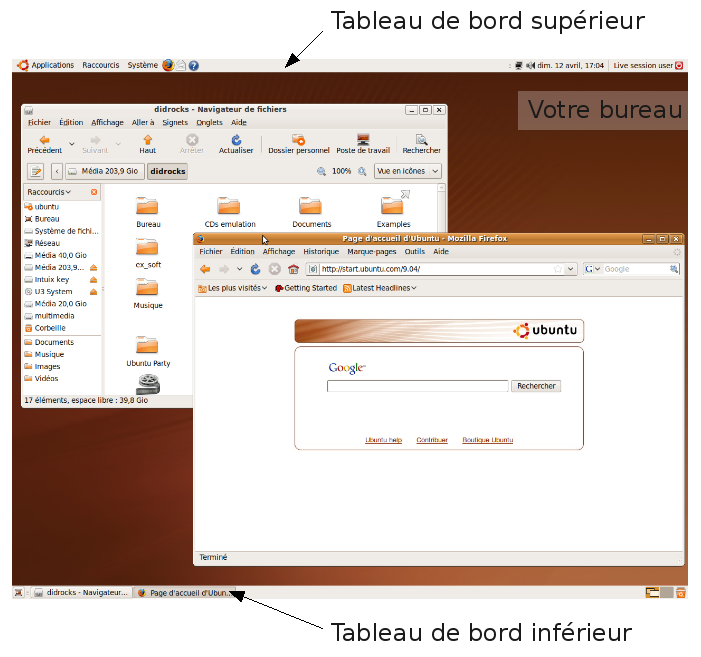 Tableau de bord supérieur
Applications Raccourcis Système dim. 12 avril, 17:04 Live session user
Votre bureau
didrocks - Navigateur de fichiers
Fichier Édition Affichage Aller à Signets Onglets Aide
Précédent Suivant Haut Arrêter Actualiser Dossier personnel Poste de travail Rechercher
Média 203,9 Gio didrocks 100% Vue en icônes
Raccourcis
ubuntu
Bureau
Système de fichi...
Réseau
Média 40,0 Gio
Média 203,9...
Intuix key
U3 System
Média 20,0 Gio
multimedia
Corbeille
Documents
Musique
Images
Vidéos
Bureau CDs emulation Documents Examples
cx_soft
Musique
Ubuntu Party
17 éléments, espace libre : 39,8 Gio
Page d'accueil d'Ubuntu - Mozilla Firefox
Fichier Édition Affichage Historique Marque-pages Outils Aide
http://start.ubuntu.com/9.04/ G Google
Les plus visités Getting Started Latest Headlines
ubuntu
Google
Rechercher
Ubuntu help Contribuer Boutique Ubuntu
Terminé
didrocks - Navigateur... Page d'accueil d'Ubun...
Tableau de bord inférieur